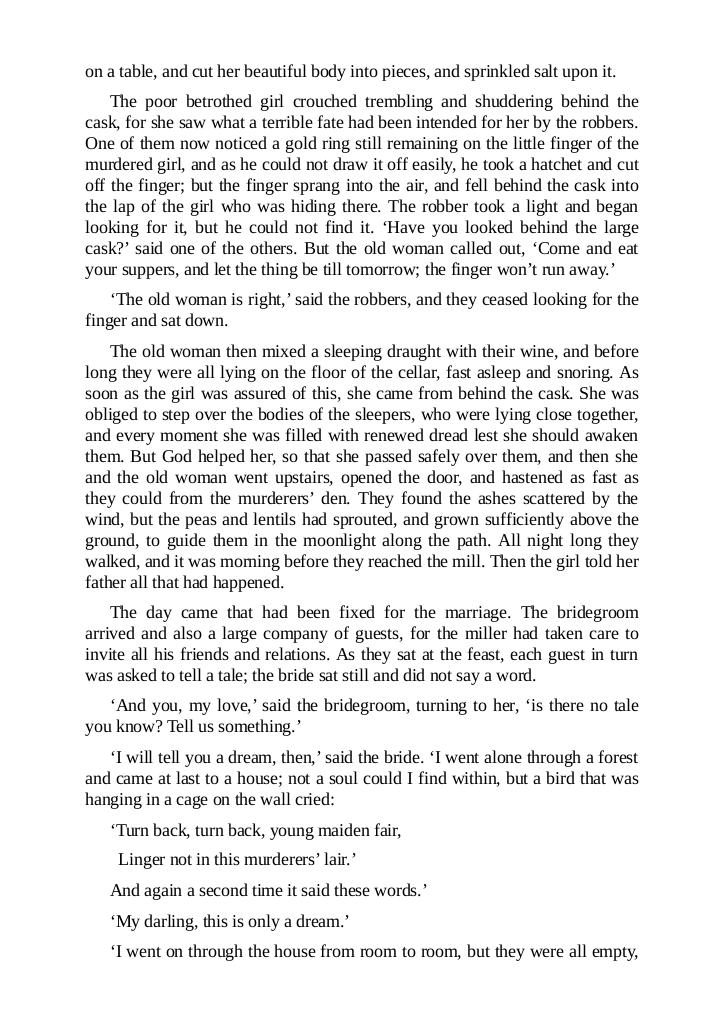 on a table, and cut her beautiful body into pieces, and sprinkled salt upon it.
The poor betrothed girl crouched trembling and shuddering behind the
cask, for she saw what a terrible fate had been intended for her by the robbers.
One of them now noticed a gold ring still remaining on the little finger of the
murdered girl, and as he could not draw it off easily, he took a hatchet and cut
off the finger; but the finger sprang into the air, and fell behind the cask into
the lap of the girl who was hiding there. The robber took a light and began
looking for it, but he could not find it. ‘Have you looked behind the large
cask?’ said one of the others. But the old woman called out, ‘Come and eat
your suppers, and let the thing be till tomorrow; the finger won’t run away.’
‘The old woman is right,’ said the robbers, and they ceased looking for the
finger and sat down.
The old woman then mixed a sleeping draught with their wine, and before
long they were all lying on the floor of the cellar, fast asleep and snoring. As
soon as the girl was assured of this, she came from behind the cask. She was
obliged to step over the bodies of the sleepers, who were lying close together,
and every moment she was filled with renewed dread lest she should awaken
them. But God helped her, so that she passed safely over them, and then she
and the old woman went upstairs, opened the door, and hastened as fast as
they could from the murderers’ den. They found the ashes scattered by the
wind, but the peas and lentils had sprouted, and grown sufficiently above the
ground, to guide them in the moonlight along the path. All night long they
walked, and it was morning before they reached the mill. Then the girl told her
father all that had happened.
The day came that had been fixed for the marriage. The bridegroom
arrived and also a large company of guests, for the miller had taken care to
invite all his friends and relations. As they sat at the feast, each guest in turn
was asked to tell a tale; the bride sat still and did not say a word.
‘And you, my love,’ said the bridegroom, turning to her, ‘is there no tale
you know? Tell us something.’
‘I will tell you a dream, then,’ said the bride. ‘I went alone through a forest
and came at last to a house; not a soul could I find within, but a bird that was
hanging in a cage on the wall cried:
‘Turn back, turn back, young maiden fair,
Linger not in this murderers’ lair.’
And again a second time it said these words.’
‘My darling, this is only a dream.’
‘I went on through the house from room to room, but they were all empty,